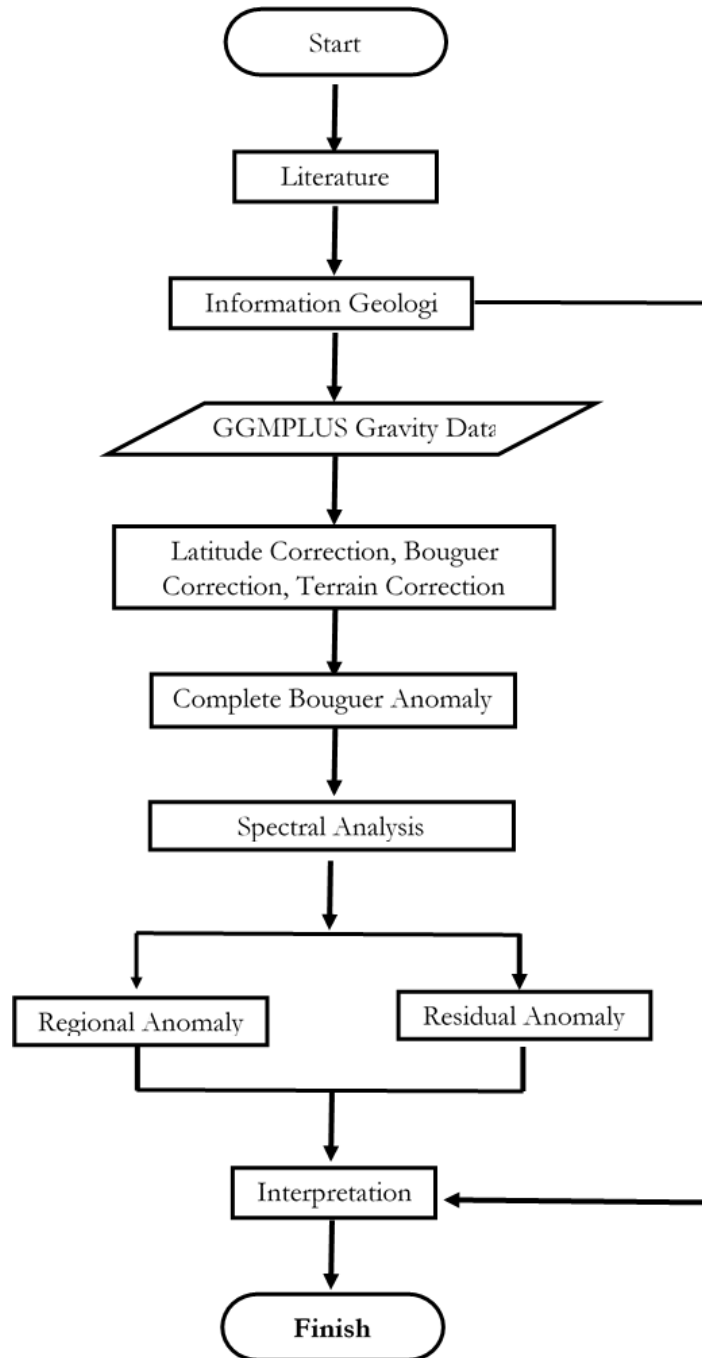 Start
Literature
Information Geologi
GGMPLUS Gravity Data
Latitude Correction, Bouguer
Correction, Terrain Correction
Complete Bouguer Anomaly
Spectral Analysis
Regional Anomaly
Residual Anomaly
Interpretation
Finish